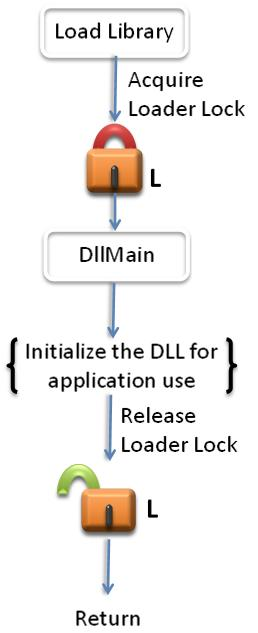 Load Library
Acquire
Loader Lock
L
DllMain
{ Initialize the DLL for
application use }
Release
Loader Lock
L
Return